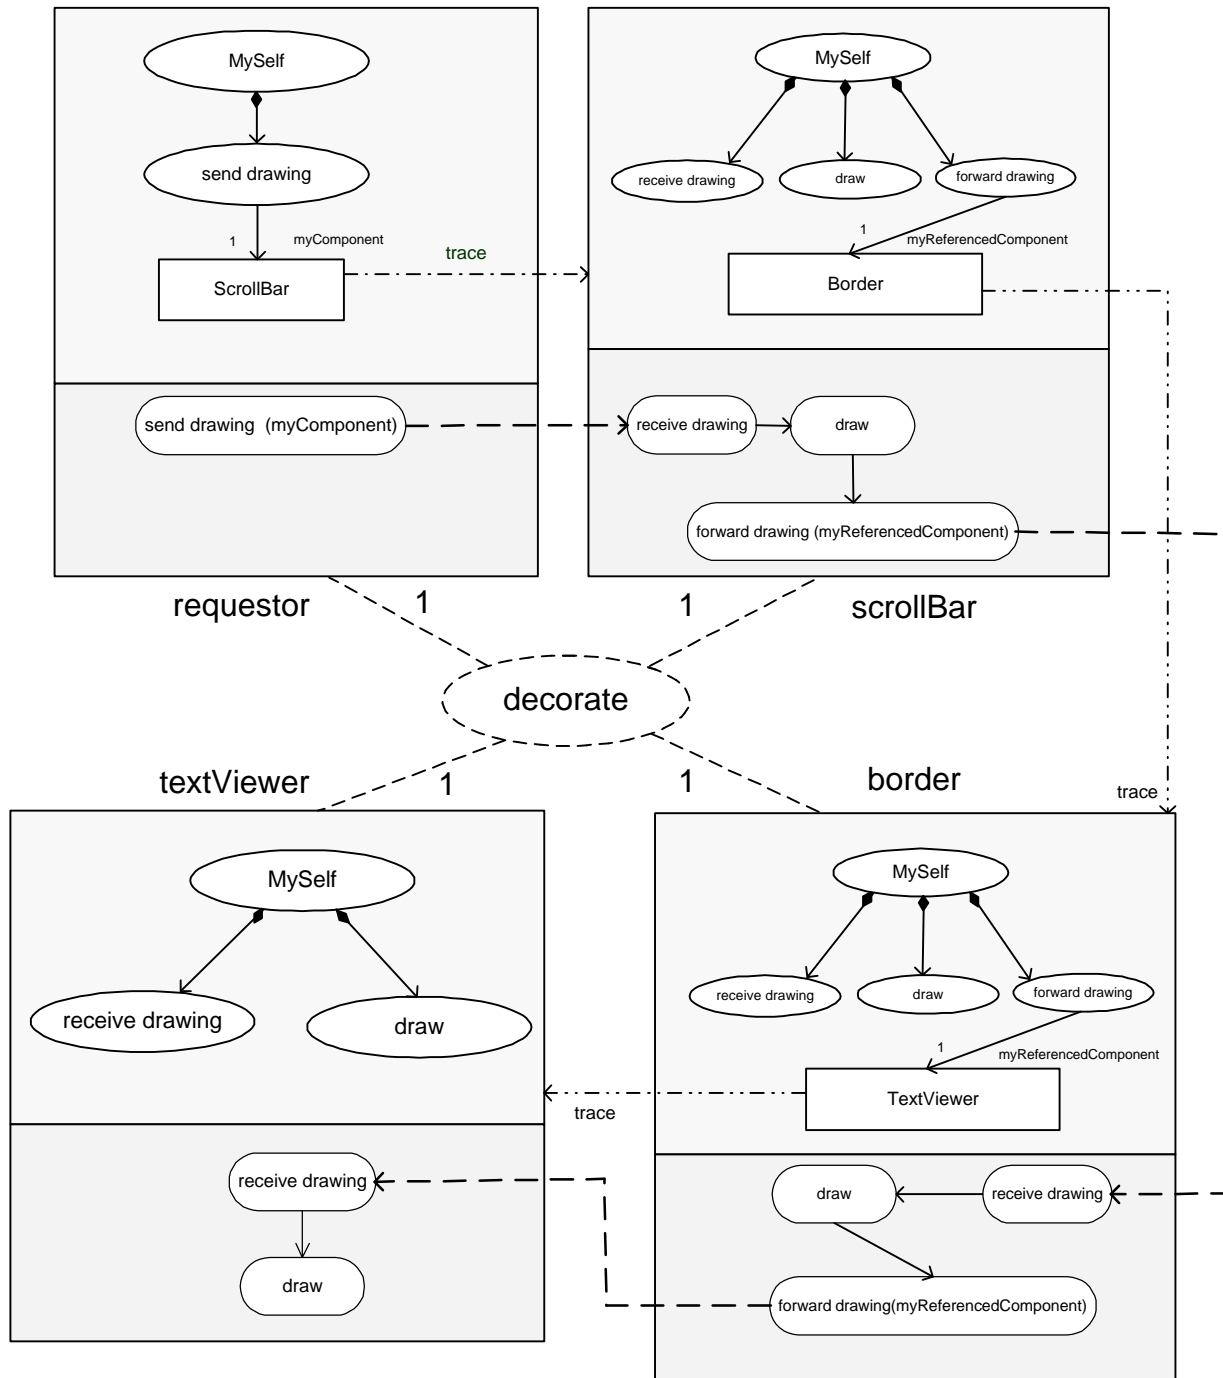 MySelf
send drawing
1
myComponent
ScrollBar
trace
send drawing (myComponent)
MySelf
receive drawing
draw
forward drawing
1
myReferencedComponent
Border
receive drawing
draw
forward drawing (myReferencedComponent)
requestor
1
1
scrollBar
decorate
textViewer
1
1
border
trace
MySelf
receive drawing
draw
receive drawing
draw
MySelf
receive drawing
draw
forward drawing
1
myReferencedComponent
TextViewer
trace
draw
receive drawing
forward drawing(myReferencedComponent)